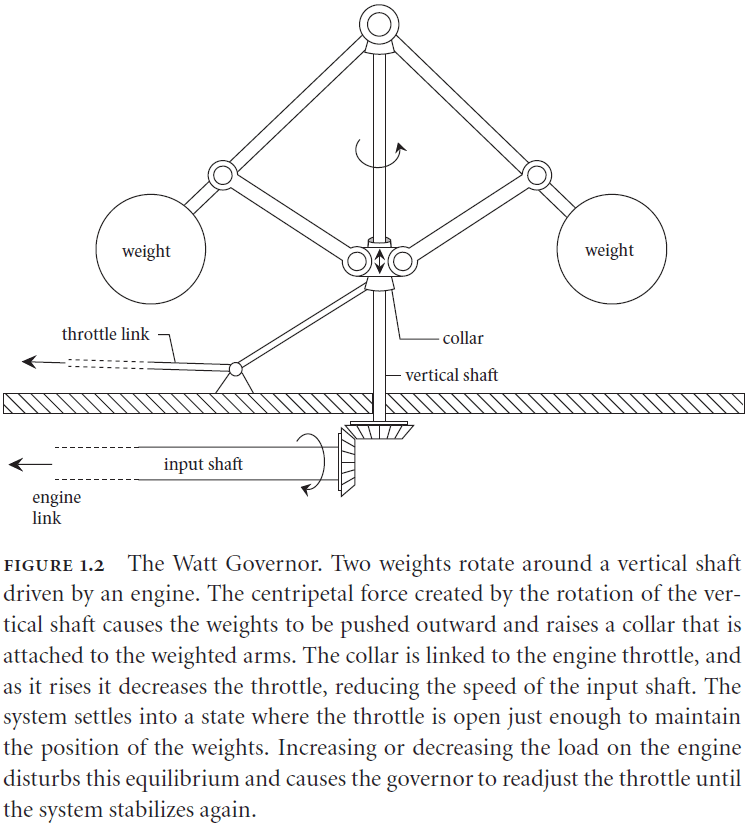 weight
weight
throttle link
collar
vertical shaft
input shaft
engine
link
FIGURE 1.2 The Watt Governor. Two weights rotate around a vertical shaft
driven by an engine. The centripetal force created by the rotation of the ver-
tical shaft causes the weights to be pushed outward and raises a collar that is
attached to the weighted arms. The collar is linked to the engine throttle, and
as it rises it decreases the throttle, reducing the speed of the input shaft. The
system settles into a state where the throttle is open just enough to maintain
the position of the weights. Increasing or decreasing the load on the engine
disturbs this equilibrium and causes the governor to readjust the throttle until
the system stabilizes again.